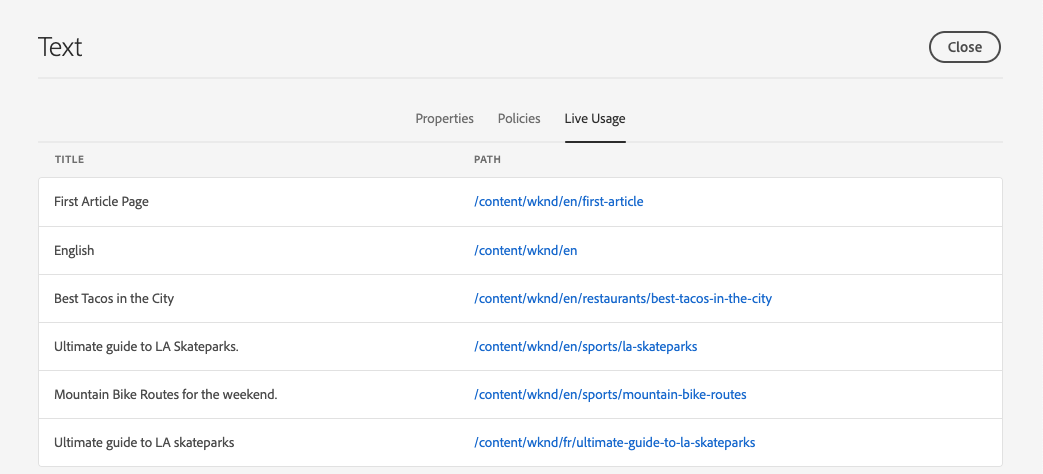 Text
Close
Properties Policies Live Usage
TITLE PATH
First Article Page /content/wknd/en/first-article
English /content/wknd/en
Best Tacos in the City /content/wknd/en/restaurants/best-tacos-in-the-city
Ultimate guide to LA Skateparks. /content/wknd/en/sports/la-skateparks
Mountain Bike Routes for the weekend. /content/wknd/en/sports/mountain-bike-routes
Ultimate guide to LA skateparks /content/wknd/fr/ultimate-guide-to-la-skateparks